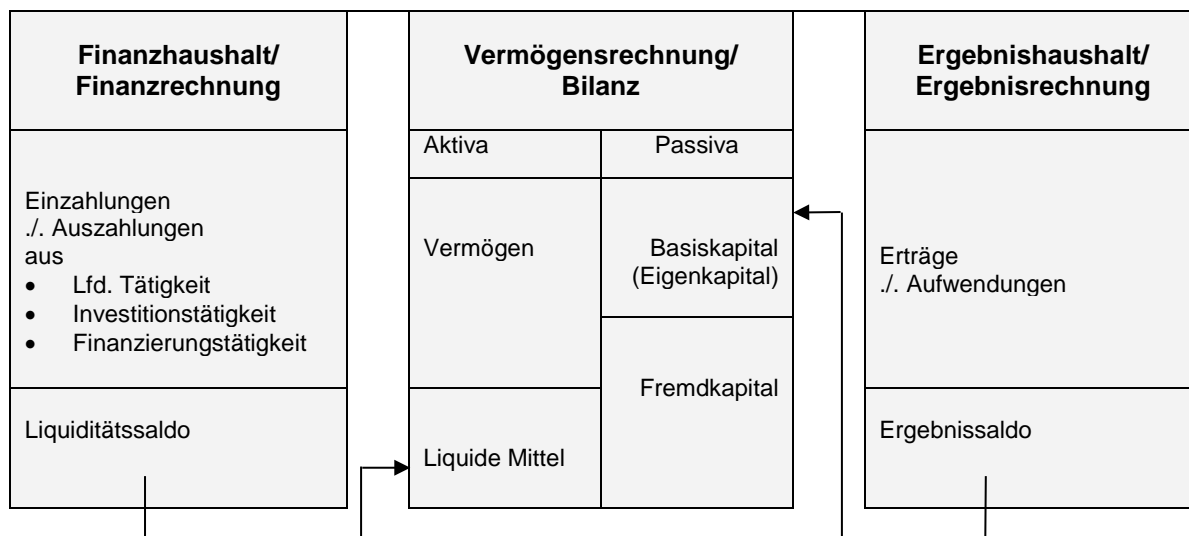 Finanzhaushalt/
Finanzrechnung
Einzahlungen
./. Auszahlungen
aus
• Lfd. Tätigkeit
• Investitionstätigkeit
• Finanzierungstätigkeit
Liquiditätssaldo
Vermögensrechnung/
Bilanz
Aktiva
Passiva
Vermögen
Basiskapital
(Eigenkapital)
Fremdkapital
Liquide Mittel
Ergebnishaushalt/
Ergebnisrechnung
Erträge
./. Aufwendungen
Ergebnissaldo